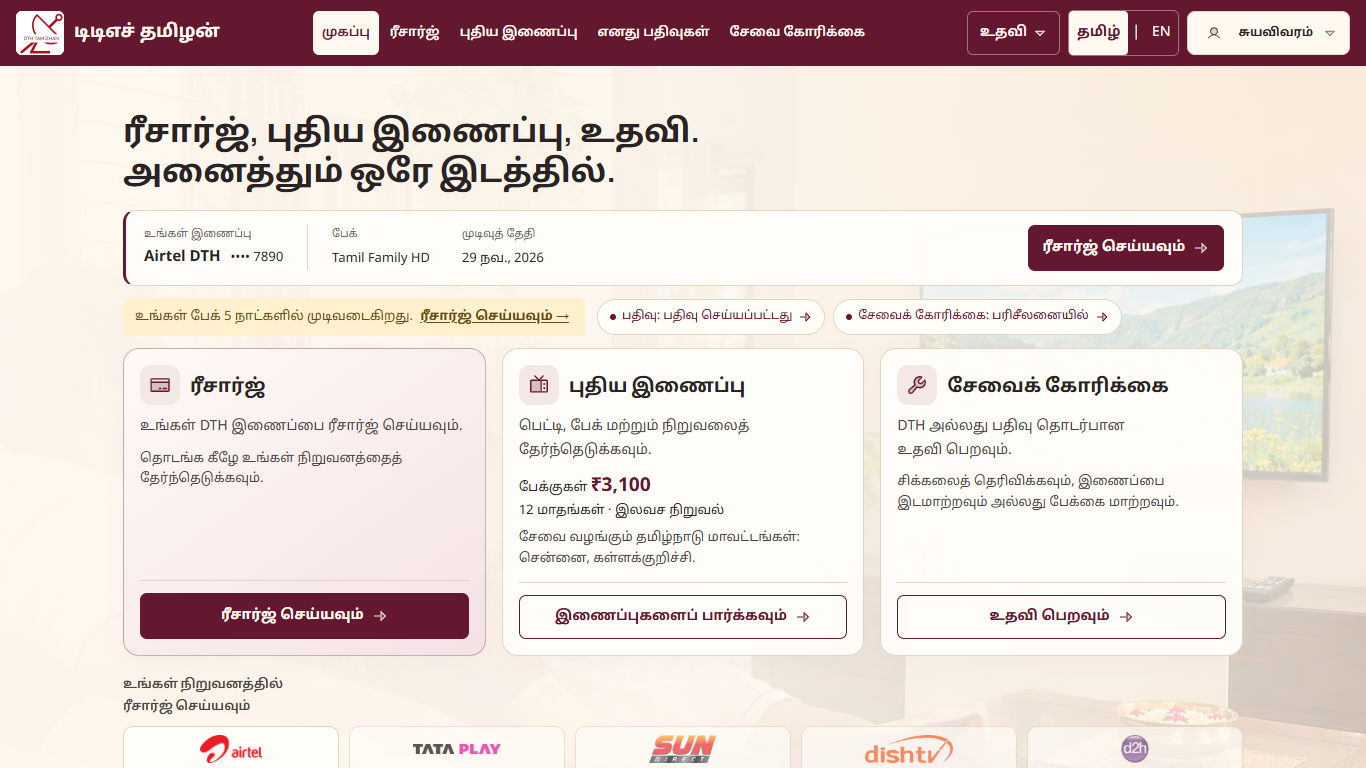 DTH TAMIZHAN
டிடிஎச் தமிழன்
முகப்பு
ரீசார்ஜ்
புதிய இணைப்பு
எனது பதிவுகள்
சேவை கோரிக்கை
உதவி
தமிழ் | EN
சுயவிவரம்
ரீசார்ஜ், புதிய இணைப்பு, உதவி.
அனைத்தும் ஒரே இடத்தில்.
உங்கள் இணைப்பு
Airtel DTH •••• 7890
பேக்
Tamil Family HD
முடிவுத் தேதி
29 நவ., 2026
ரீசார்ஜ் செய்யவும் →
உங்கள் பேக் 5 நாட்களில் முடிவடைகிறது. ரீசார்ஜ் செய்யவும் →
• பதிவு: பதிவு செய்யப்பட்டது →
• சேவைக் கோரிக்கை: பரிசீலனையில் →
ரீசார்ஜ்
உங்கள் DTH இணைப்பை ரீசார்ஜ் செய்யவும்.
தொடங்க கீழே உங்கள் நிறுவனத்தைத்
தேர்ந்தெடுக்கவும்.
ரீசார்ஜ் செய்யவும் →
புதிய இணைப்பு
பெட்டி, பேக் மற்றும் நிறுவலைத்
தேர்ந்தெடுக்கவும்.
பேக்குகள் ₹3,100
12 மாதங்கள் · இலவச நிறுவல்
சேவை வழங்கும் தமிழ்நாடு மாவட்டங்கள்:
சென்னை, கள்ளக்குறிச்சி.
இணைப்புகளைப் பார்க்கவும் →
சேவைக் கோரிக்கை
DTH அல்லது பதிவு தொடர்பான
உதவி பெறவும்.
சிக்கலைத் தெரிவிக்கவும், இணைப்பை
இடமாற்றவும் அல்லது பேக்கை மாற்றவும்.
உதவி பெறவும் →
உங்கள் நிறுவனத்தில்
ரீசார்ஜ் செய்யவும்
airtel
TATA PLAY
SUN
DIRECT
dishtv
d2h